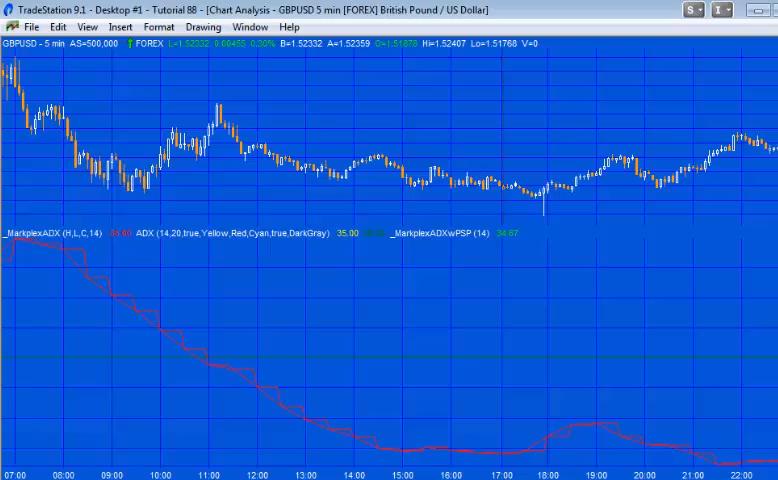 TradeStation 9.1 - Desktop #1 - Tutorial 88 - [Chart Analysis - GBPUSD 5 min [FOREX] British Pound / US Dollar]
S I
File Edit View Insert Format Drawing Window Help
GBPUSD - 5 min AS=500,000 FOREX L=1.52332 0.00455 0.30% B=1.52332 A=1.52359 O=1.51878 Hi=1.52407 Lo=1.51768 V=0
_MarkplexADX (H,L,C,14) ADX (14,20,true,Yellow,Red,Cyan,true,DarkGray) 35.00 _MarkplexADXwPSP (14) 34.67
07:00 08:00 09:00 10:00 11:00 12:00 13:00 14:00 15:00 16:00 17:00 18:00 19:00 20:00 21:00 22:00